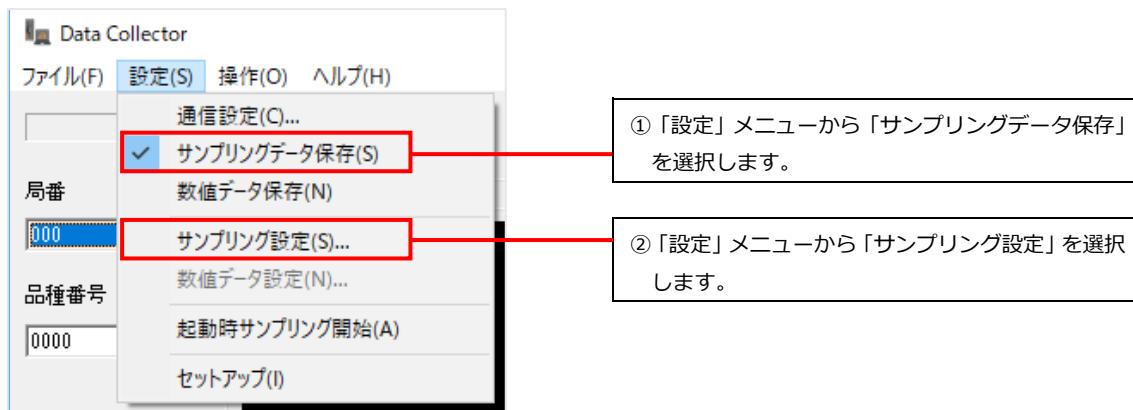 Data Collector
ファイル(F) 設定(S) 操作(O) ヘルプ(H)
通信設定(C)...
サンプリングデータ保存(S)
数値データ保存(N)
サンプリング設定(S)...
数値データ設定(N)...
起動時サンプリング開始(A)
セットアップ(I)
局番
000
品種番号
0000
①「設定」メニューから「サンプリングデータ保存」
を選択します。
②「設定」メニューから「サンプリング設定」を選択
します。